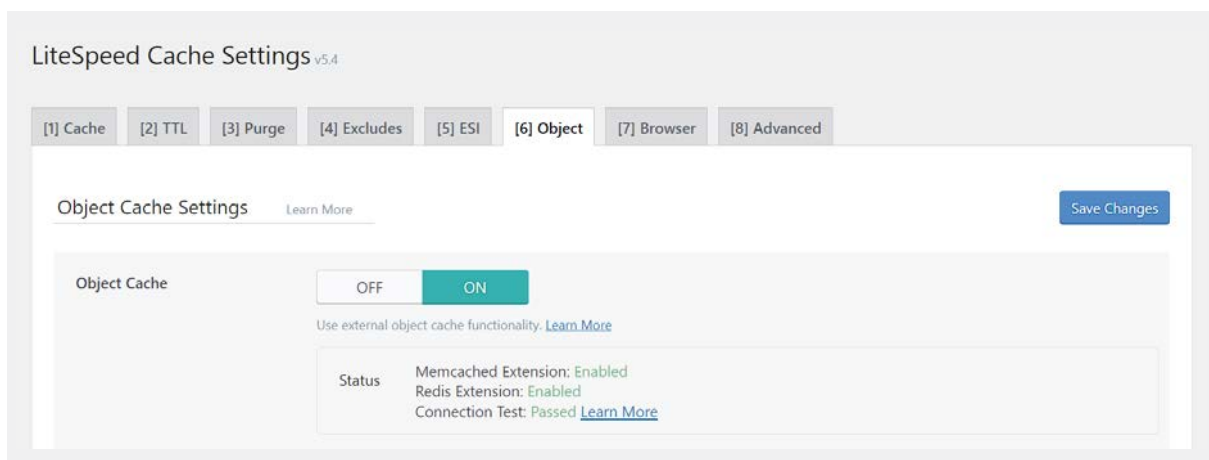 LiteSpeed Cache Settings v5.4
[1] Cache [2] TTL [3] Purge [4] Excludes [5] ESI [6] Object [7] Browser [8] Advanced
Object Cache Settings Learn More Save Changes
Object Cache OFF ON
Use external object cache functionality. Learn More
Memcached Extension: Enabled
Status Redis Extension: Enabled
Connection Test: Passed Learn More